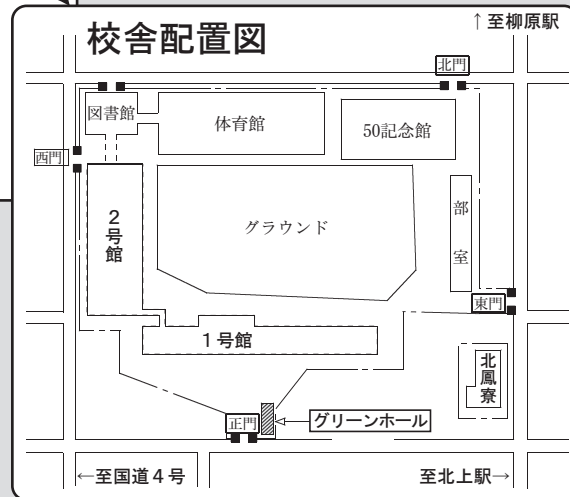 校舎配置図
↑至柳原駅
北門
図書館
体育館
50記念館
西門
2号館
グラウンド
部室
東門
1号館
北鳳寮
正門
グリーンホール
←至国道4号
至北上駅→